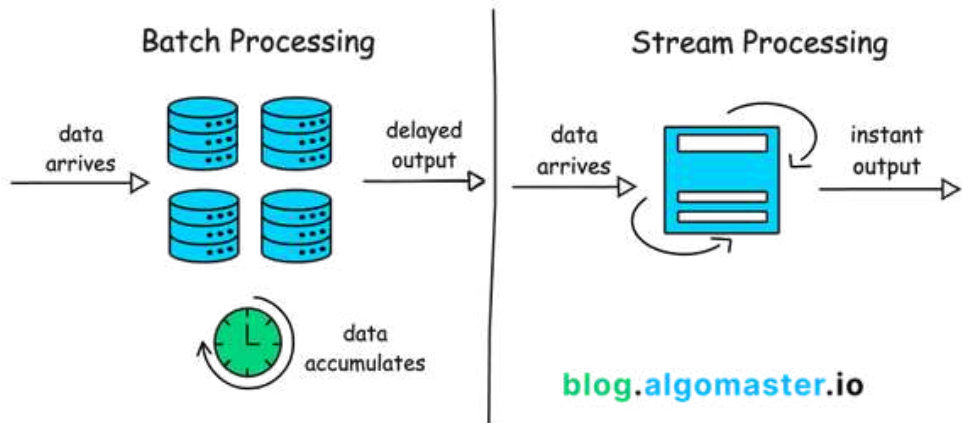 Batch Processing
data
arrives
delayed
output
data
accumulates
Stream Processing
data
arrives
instant
output
blog.algomaster.io